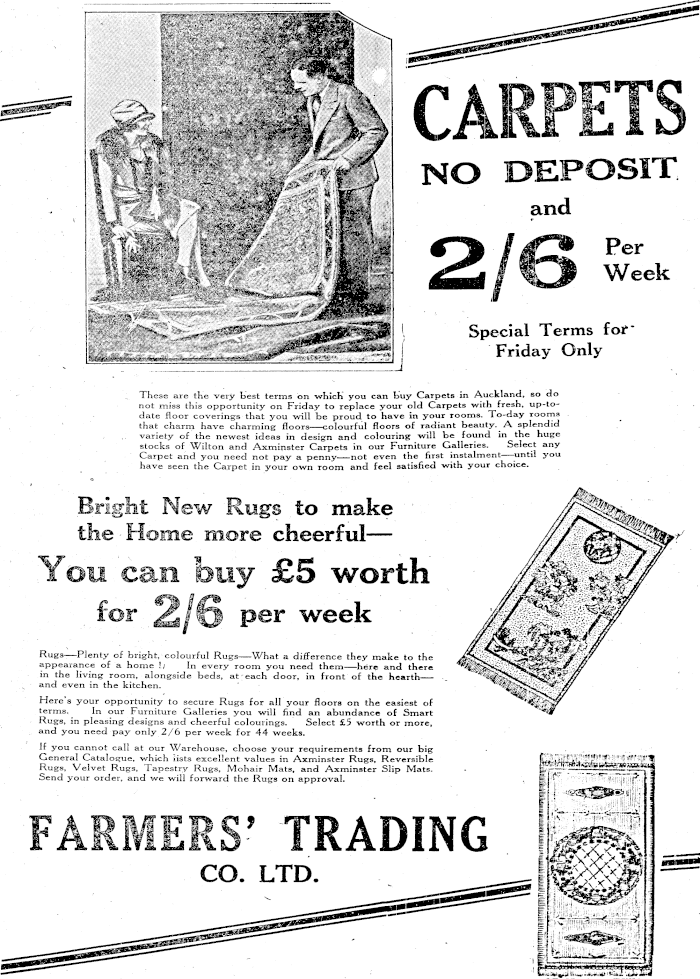 CARPETS
NO DEPOSIT
and
2/6 Per
Week
Special Terms for
Friday Only
These are the very best terms on which you can buy Carpets in Auckland, so do
not miss this opportunity on Friday to replace your old Carpets with fresh, up-to-
date floor coverings that you will be proud to have in your rooms. To-day rooms
that charm have charming floors—colourful floors of radiant beauty. A splendid
variety of the newest ideas in design and colouring will be found in the huge
stocks of Wilton and Axminster Carpets in our Furniture Galleries. Select any
Carpet and you need not pay a penny—not even the first instalment—until you
have seen the Carpet in your own room and feel satisfied with your choice.
Bright New Rugs to make
the Home more cheerful—
You can buy £5 worth
for 2/6 per week
Rugs—Plenty of bright, colourful Rugs—What a difference they make to the
appearance of a home ! In every room you need them—here and there
in the living room, alongside beds, at each door, in front of the hearth—
and even in the kitchen.
Here's your opportunity to secure Rugs for all your floors on the easiest of
terms. In our Furniture Galleries you will find an abundance of Smart
Rugs, in pleasing designs and cheerful colourings. Select £5 worth or more,
and you need pay only 2/6 per week for 44 weeks.
If you cannot call at our Warehouse, choose your requirements from our big
General Catalogue, which lists excellent values in Axminster Rugs, Reversible
Rugs, Velvet Rugs, Tapestry Rugs, Mohair Mats, and Axminster Slip Mats.
Send your order, and we will forward the Rugs on approval.
FARMERS' TRADING
CO. LTD.